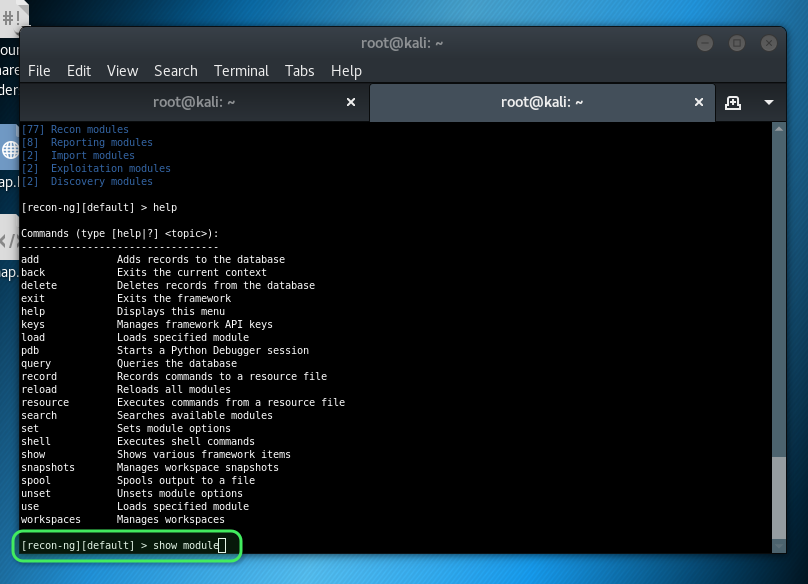 #!
root@kali: ~
File Edit View Search Terminal Tabs Help
root@kali: ~ × root@kali: ~ ×
[77] Recon modules
[8]  Reporting modules
[2]  Import modules
[2]  Exploitation modules
[2]  Discovery modules
[recon-ng][default] > help
Commands (type [help|?] <topic>):
---------------------------------
add             Adds records to the database
back            Exits the current context
delete          Deletes records from the database
exit            Exits the framework
help            Displays this menu
keys            Manages framework API keys
load            Loads specified module
pdb             Starts a Python Debugger session
query           Queries the database
record          Records commands to a resource file
reload          Reloads all modules
resource        Executes commands from a resource file
search          Searches available modules
set             Sets module options
shell           Executes shell commands
show            Shows various framework items
snapshots       Manages workspace snapshots
spool           Spools output to a file
unset           Unsets module options
use             Loads specified module
workspaces      Manages workspaces
[recon-ng][default] > show module